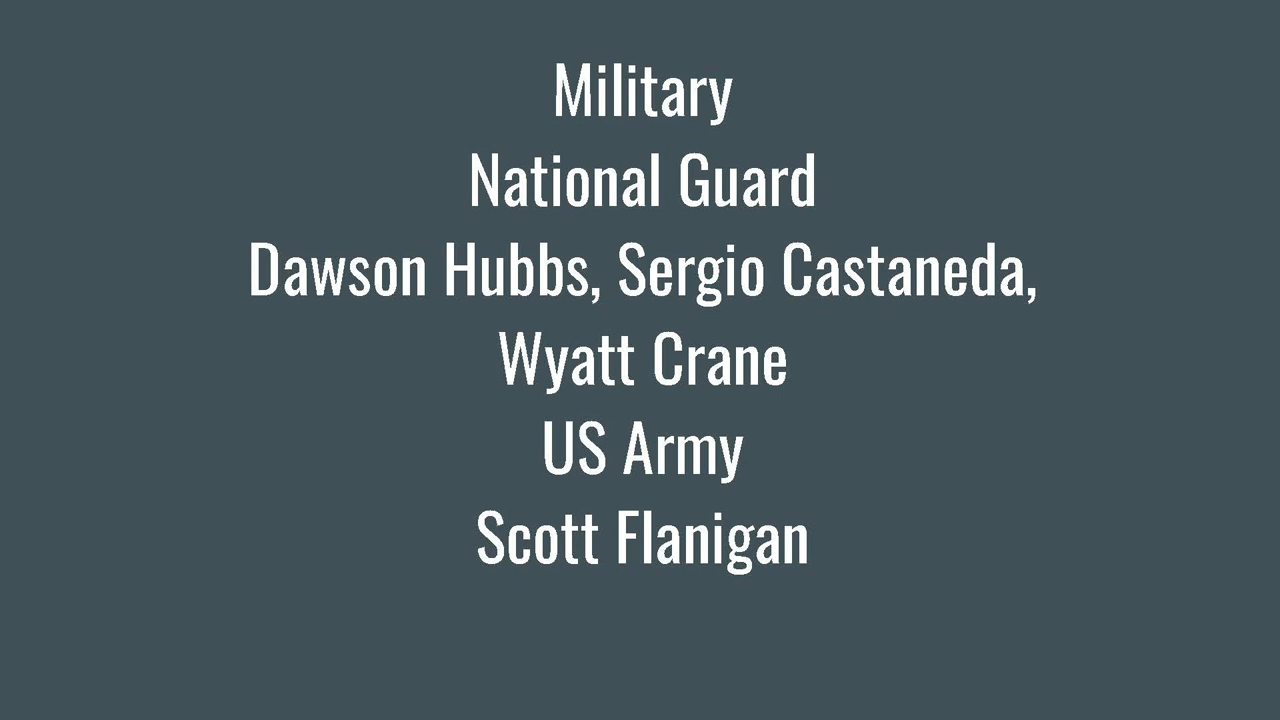 Military
National Guard
Dawson Hubbs, Sergio Castaneda,
Wyatt Crane
US Army
Scott Flanigan